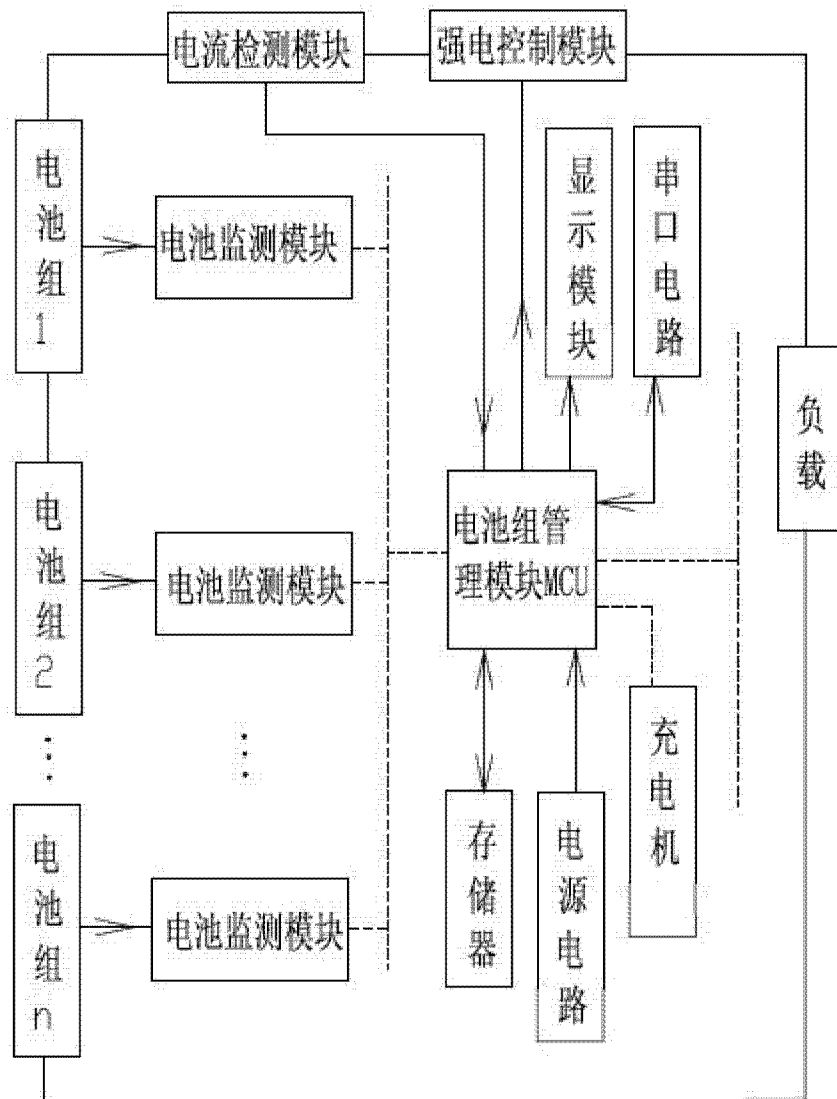 电流检测模块
强电控制模块
电池组1
电池监测模块
显示模块
串口电路
负载
电池组2
电池监测模块
电池组管
理模块MCU
充电机
存储器
电源电路
电池组n
电池监测模块